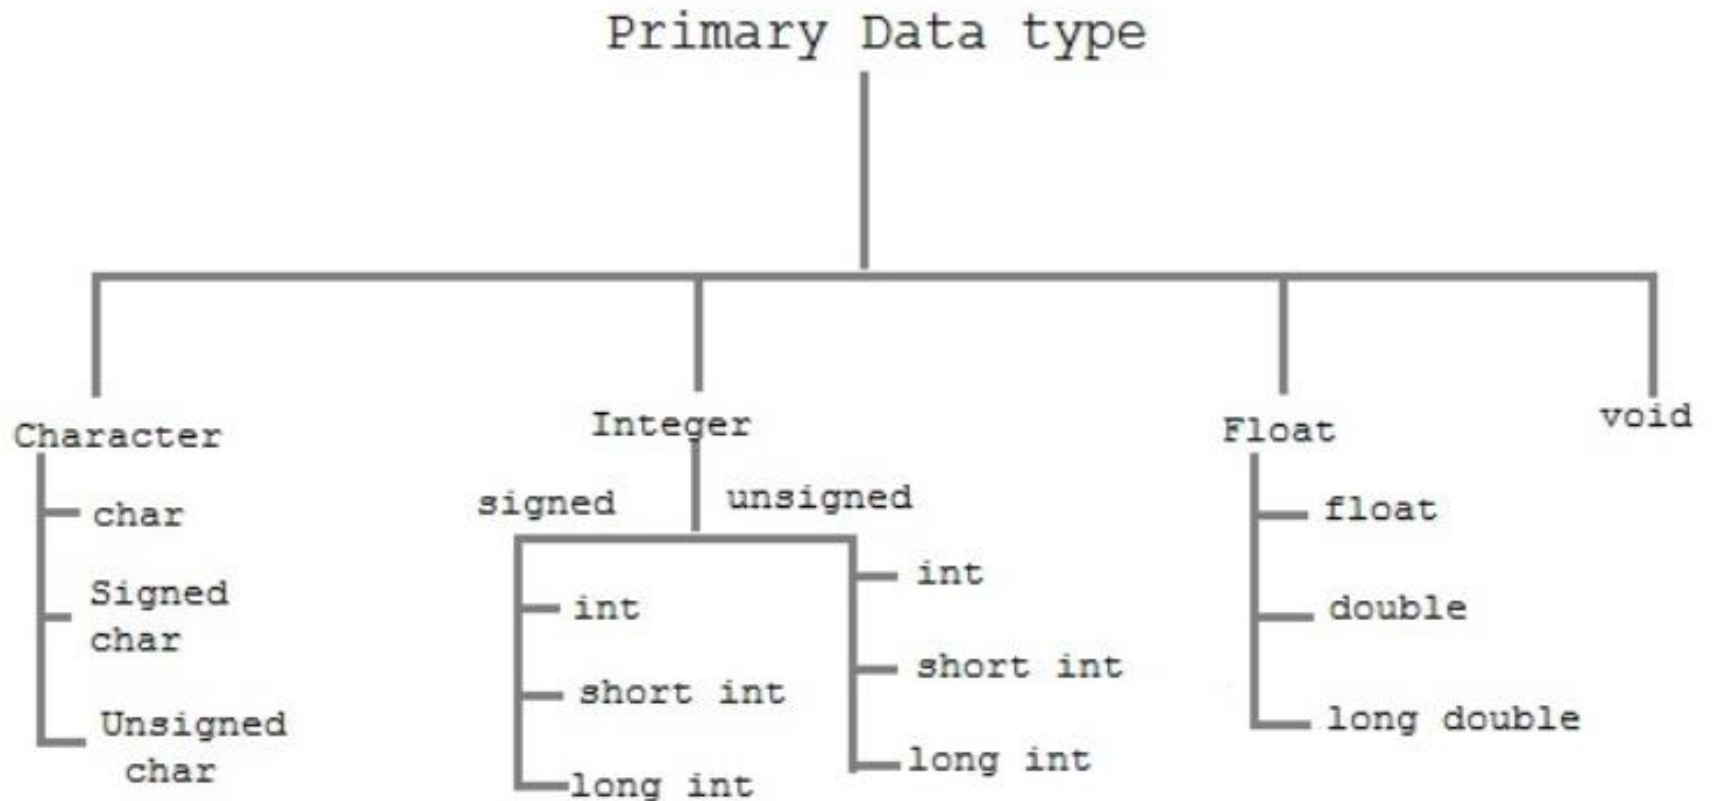 Primary Data type
Character
Integer
Float
void
char
Signed
char
Unsigned
char
signed
unsigned
int
short int
long int
int
short int
long int
float
double
long double